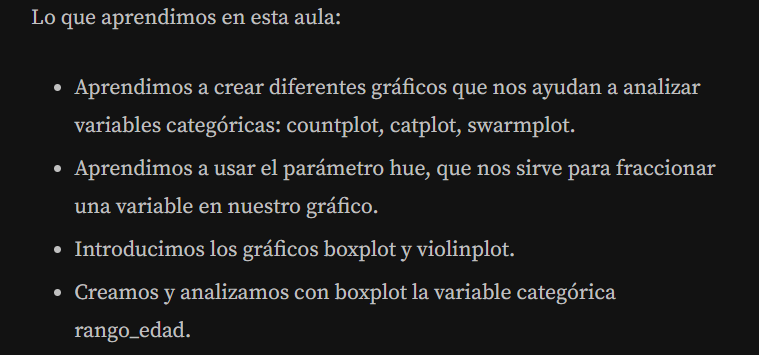 Lo que aprendimos en esta aula:
• Aprendimos a crear diferentes gráficos que nos ayudan a analizar
variables categóricas: countplot, catplot, swarmplot.
• Aprendimos a usar el parámetro hue, que nos sirve para fraccionar
una variable en nuestro gráfico.
• Introducimos los gráficos boxplot y violinplot.
• Creamos y analizamos con boxplot la variable categórica
rango_edad.